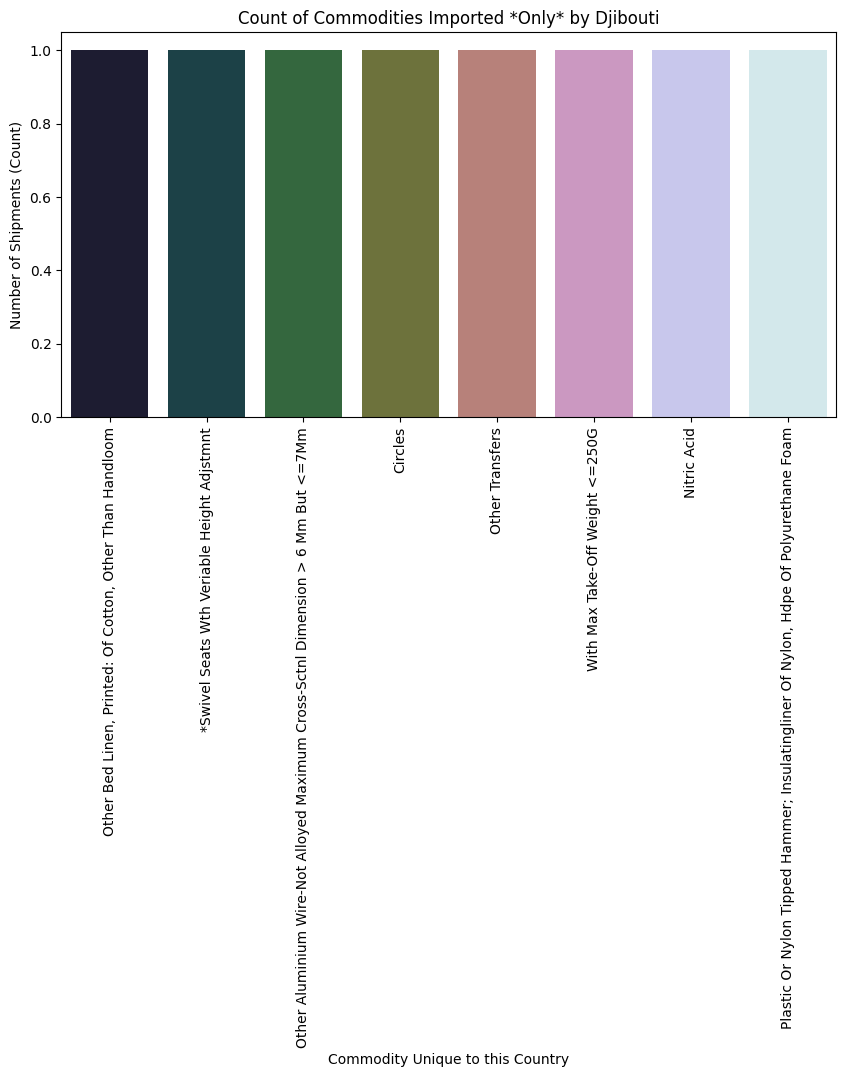 Count of Commodities Imported *Only* by Djibouti
Number of Shipments (Count)
1.0
0.8
0.6
0.4
0.2
0.0
Other Bed Linen, Printed: Of Cotton, Other Than Handloom
*Swivel Seats Wth Veriable Height Adjstmnt
Other Aluminium Wire-Not Alloyed Maximum Cross-Sctnl Dimension > 6 Mm But <=7Mm
Circles
Other Transfers
With Max Take-Off Weight <=250G
Nitric Acid
Plastic Or Nylon Tipped Hammer; Insulatingliner Of Nylon, Hdpe Of Polyurethane Foam
Commodity Unique to this Country